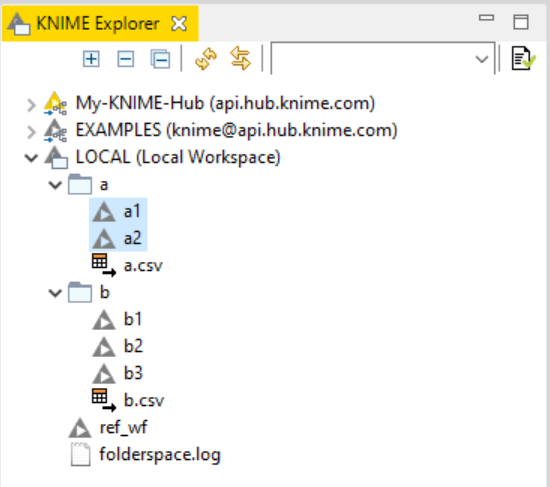 KNIME Explorer
My-KNIME-Hub (api.hub.knime.com)
EXAMPLES (knime@api.hub.knime.com)
LOCAL (Local Workspace)
a
a1
a2
a.csv
b
b1
b2
b3
b.csv
ref_wf
folderspace.log